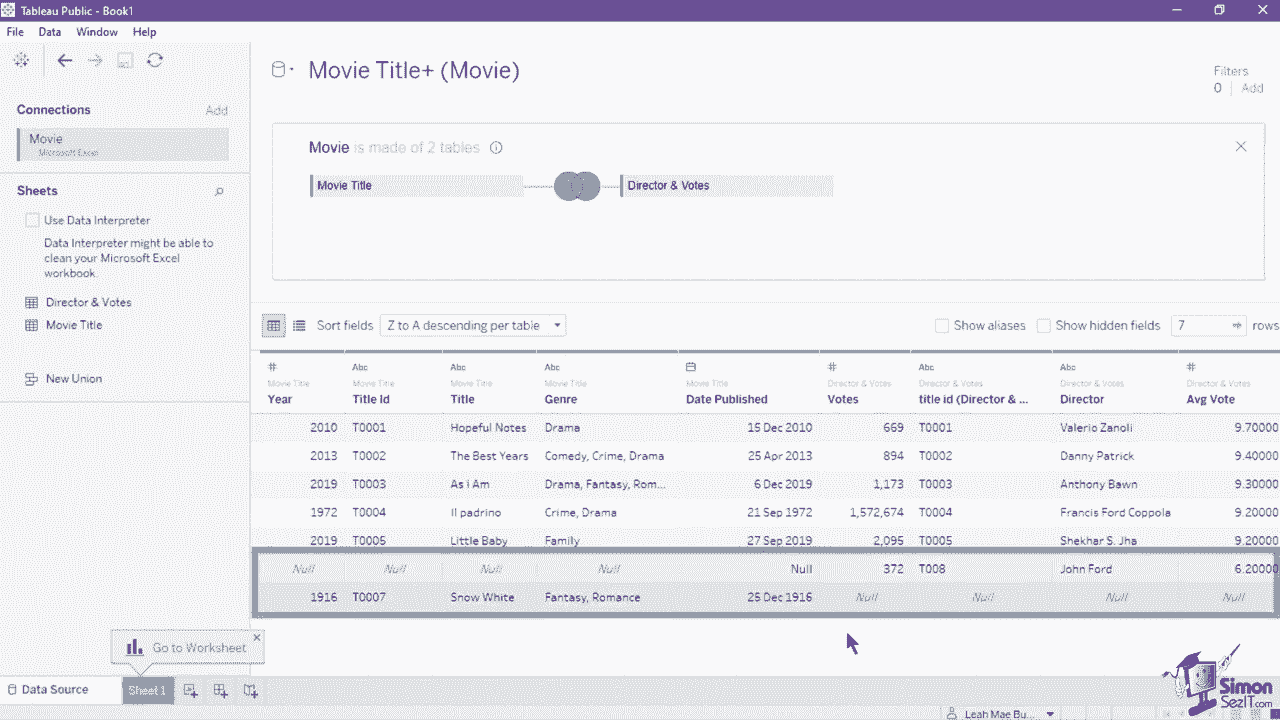 Tableau Public - Book1
File Data Window Help
Connections Add
Movie
Microsoft Excel
Sheets
Use Data Interpreter
Data Interpreter might be able to
clean your Microsoft Excel
workbook.
Director & Votes
Movie Title
New Union
Movie Title+ (Movie)
Filters
0 Add
Movie is made of 2 tables
Movie Title Director & Votes
Sort fields Z to A descending per table Show aliases Show hidden fields 7 rows
# Abc Abc Abc # Abc Abc #
Movie Title Movie Title Movie Title Movie Title Movie Title Director & Votes Director & Votes Director & Votes Director & Votes
Year Title Id Title Genre Date Published Votes title id (Director & ... Director Avg Vote
2010 T0001 Hopeful Notes Drama 15 Dec 2010 669 T0001 Valerio Zanoli 9.70000
2013 T0002 The Best Years Comedy, Crime, Drama 25 Apr 2013 894 T0002 Danny Patrick 9.40000
2019 T0003 As i Am Drama, Fantasy, Rom... 6 Dec 2019 1,173 T0003 Anthony Bawn 9.30000
1972 T0004 Il padrino Crime, Drama 21 Sep 1972 1,572,674 T0004 Francis Ford Coppola 9.20000
2019 T0005 Little Baby Family 27 Sep 2019 2,095 T0005 Shekhar S. Jha 9.20000
Null Null Null Null Null 372 T008 John Ford 6.20000
1916 T0007 Snow White Fantasy, Romance 25 Dec 1916 Null Null Null Null
Go to Worksheet
Data Source Sheet 1
Leah Mae Bu...
Simon
SezIT.com